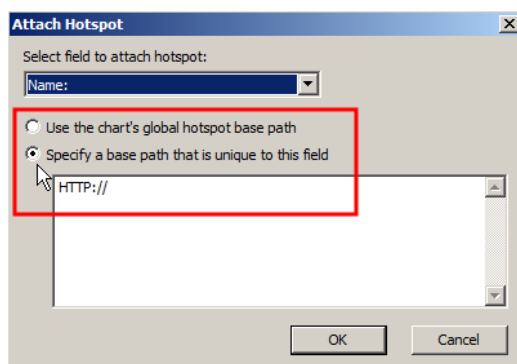 Attach Hotspot
Select field to attach hotspot:
Name:
Use the chart's global hotspot base path
Specify a base path that is unique to this field
HTTP://
OK Cancel